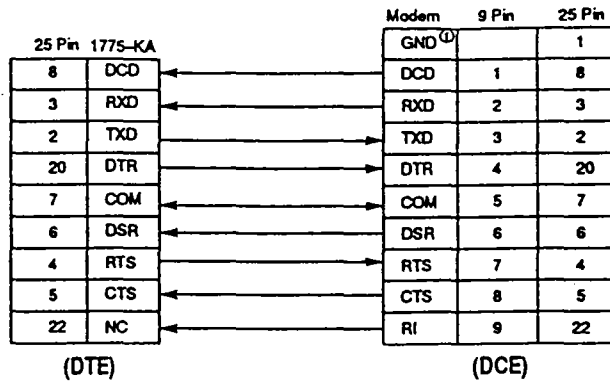 Modem 9 Pin 25 Pin
GND① 1
25 Pin 1775–KA
8 DCD DCD 1 8
3 RXD RXD 2 3
2 TXD TXD 3 2
20 DTR DTR 4 20
7 COM COM 5 7
6 DSR DSR 6 6
4 RTS RTS 7 4
5 CTS CTS 8 5
22 NC RI 9 22
(DTE) (DCE)